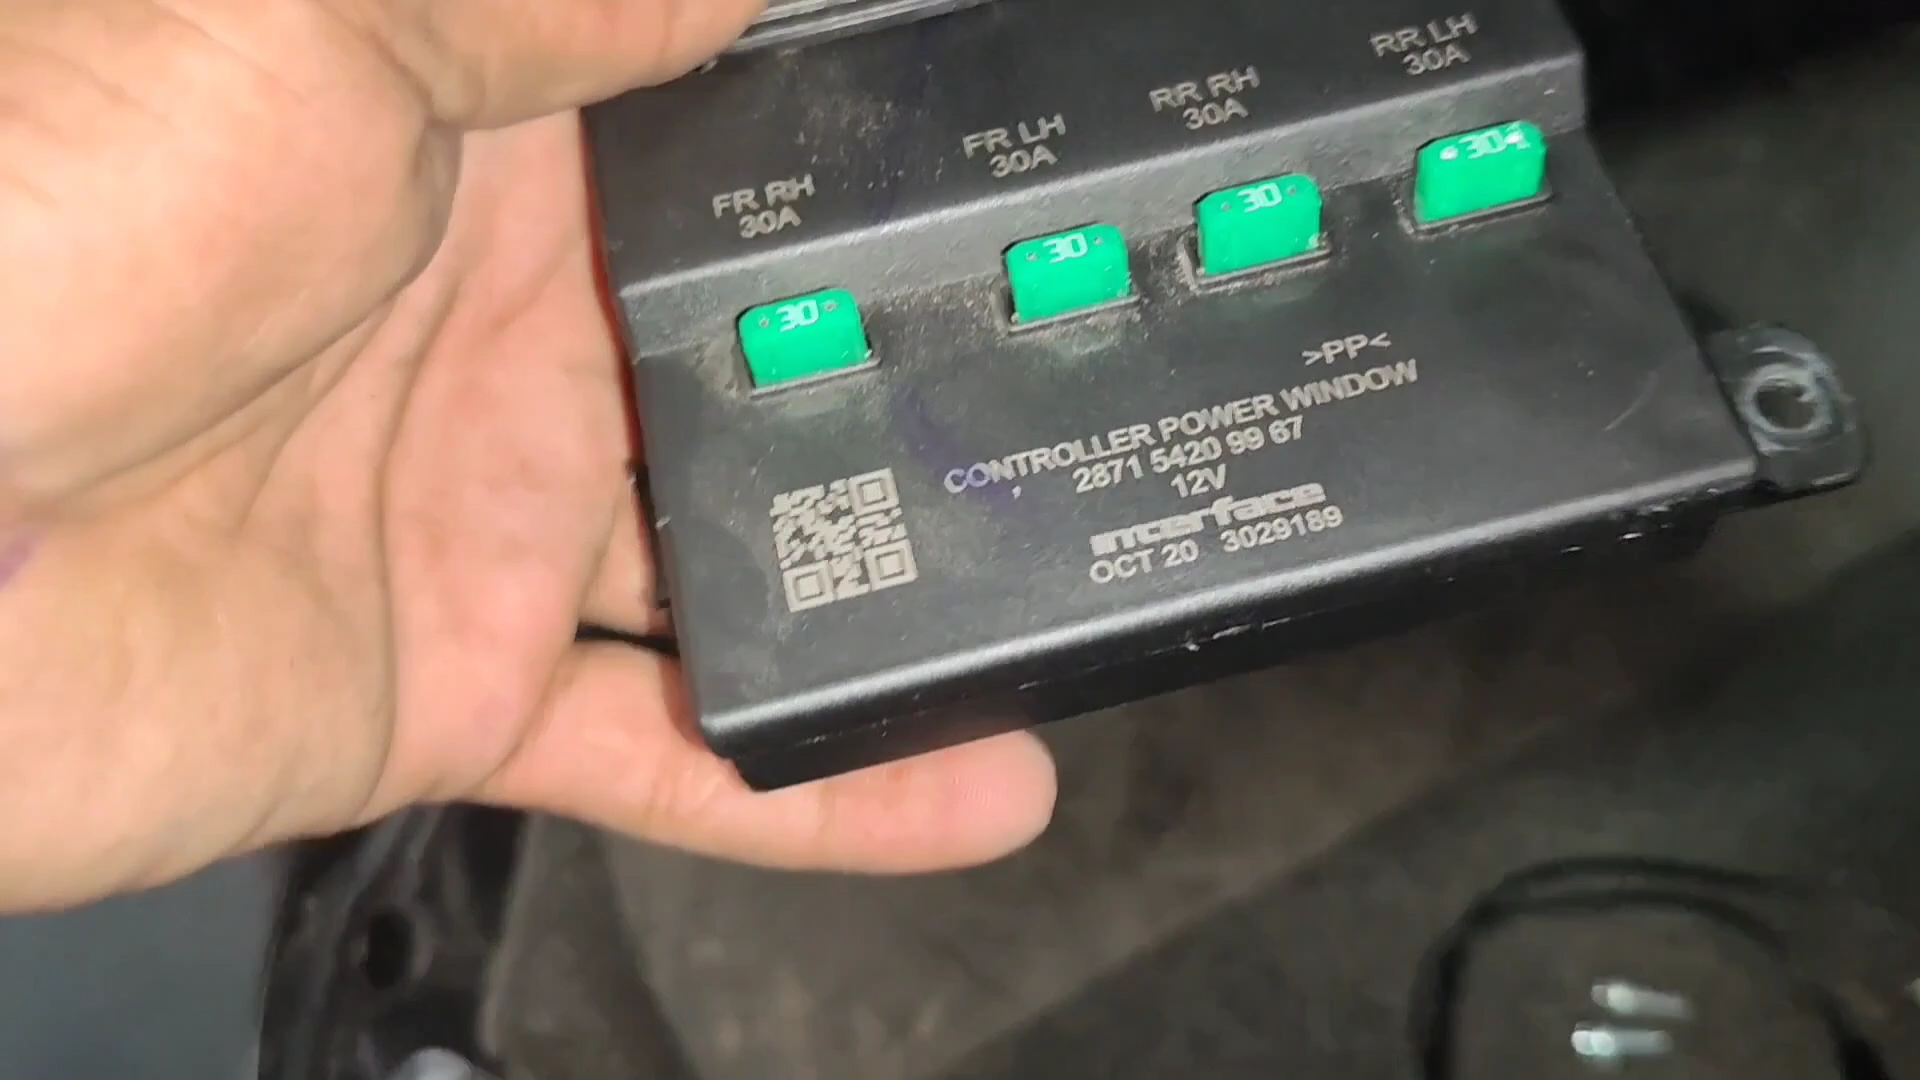 RR LH
30A
RR RH
30A
FR LH
30A
FR RH
30A
30
30
30
30
>PP<
CONTROLLER POWER WINDOW
2871 5420 99 67
12V
interface
OCT 20 3029189